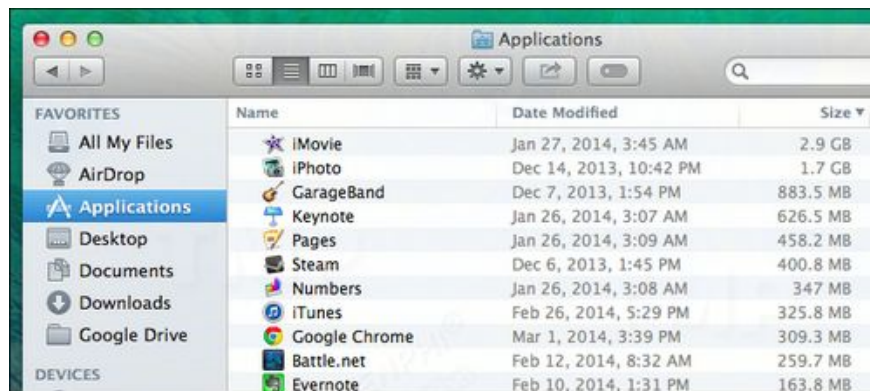 Applications
FAVORITES
All My Files
AirDrop
Applications
Desktop
Documents
Downloads
Google Drive
DEVICES
Name Date Modified Size
iMovie Jan 27, 2014, 3:45 AM 2.9 GB
iPhoto Dec 14, 2013, 10:42 PM 1.7 GB
GarageBand Dec 7, 2013, 1:54 PM 883.5 MB
Keynote Jan 26, 2014, 3:07 AM 626.5 MB
Pages Jan 26, 2014, 3:09 AM 458.2 MB
Steam Dec 6, 2013, 1:45 PM 400.8 MB
Numbers Jan 26, 2014, 3:08 AM 347 MB
iTunes Feb 26, 2014, 5:29 PM 325.8 MB
Google Chrome Mar 1, 2014, 3:39 PM 309.3 MB
Battle.net Feb 12, 2014, 8:32 AM 259.7 MB
Evernote Feb 10, 2014, 1:31 PM 163.8 MB